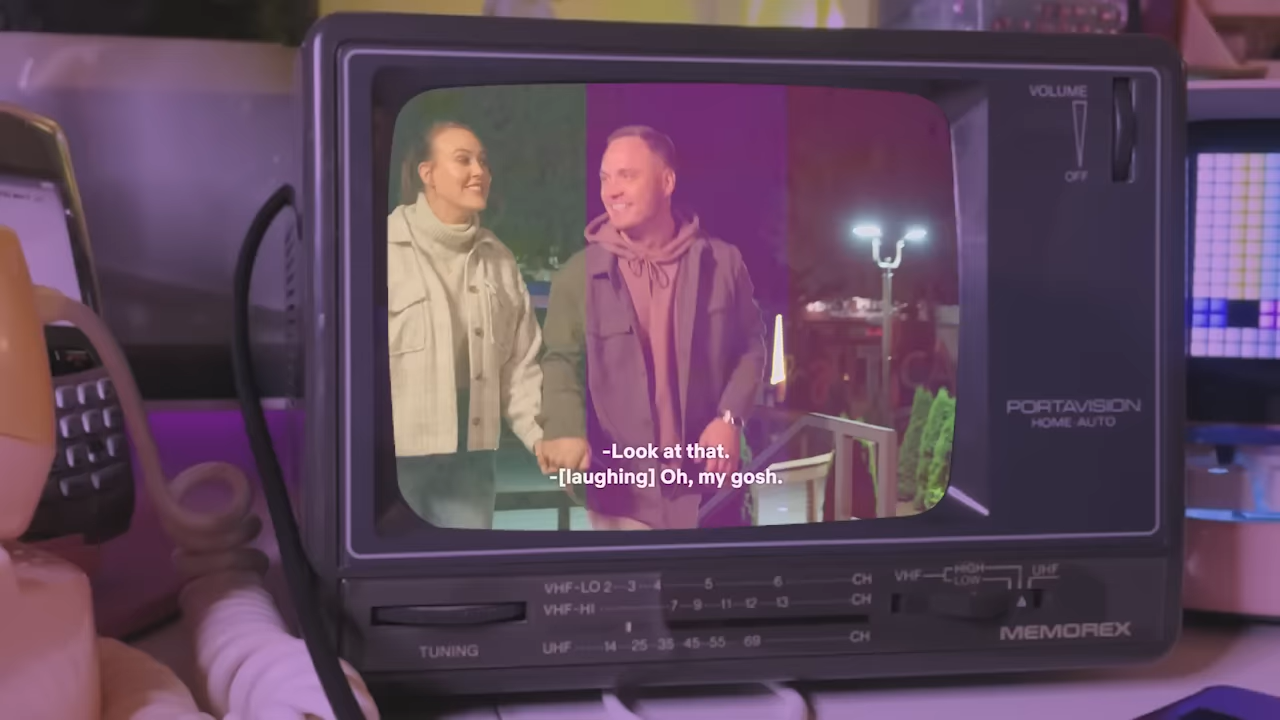 VOLUME
OFF
-Look at that.
-[laughing] Oh, my gosh.
PORTAVISION
HOME AUTO
VHF-LO 2 3 4 5 6 CH
VHF-HI 7 9 11 12 13 CH
UHF 14 25 35 45 55 69 CH
TUNING
VHF HIGH UHF
LOW
MEMOREX